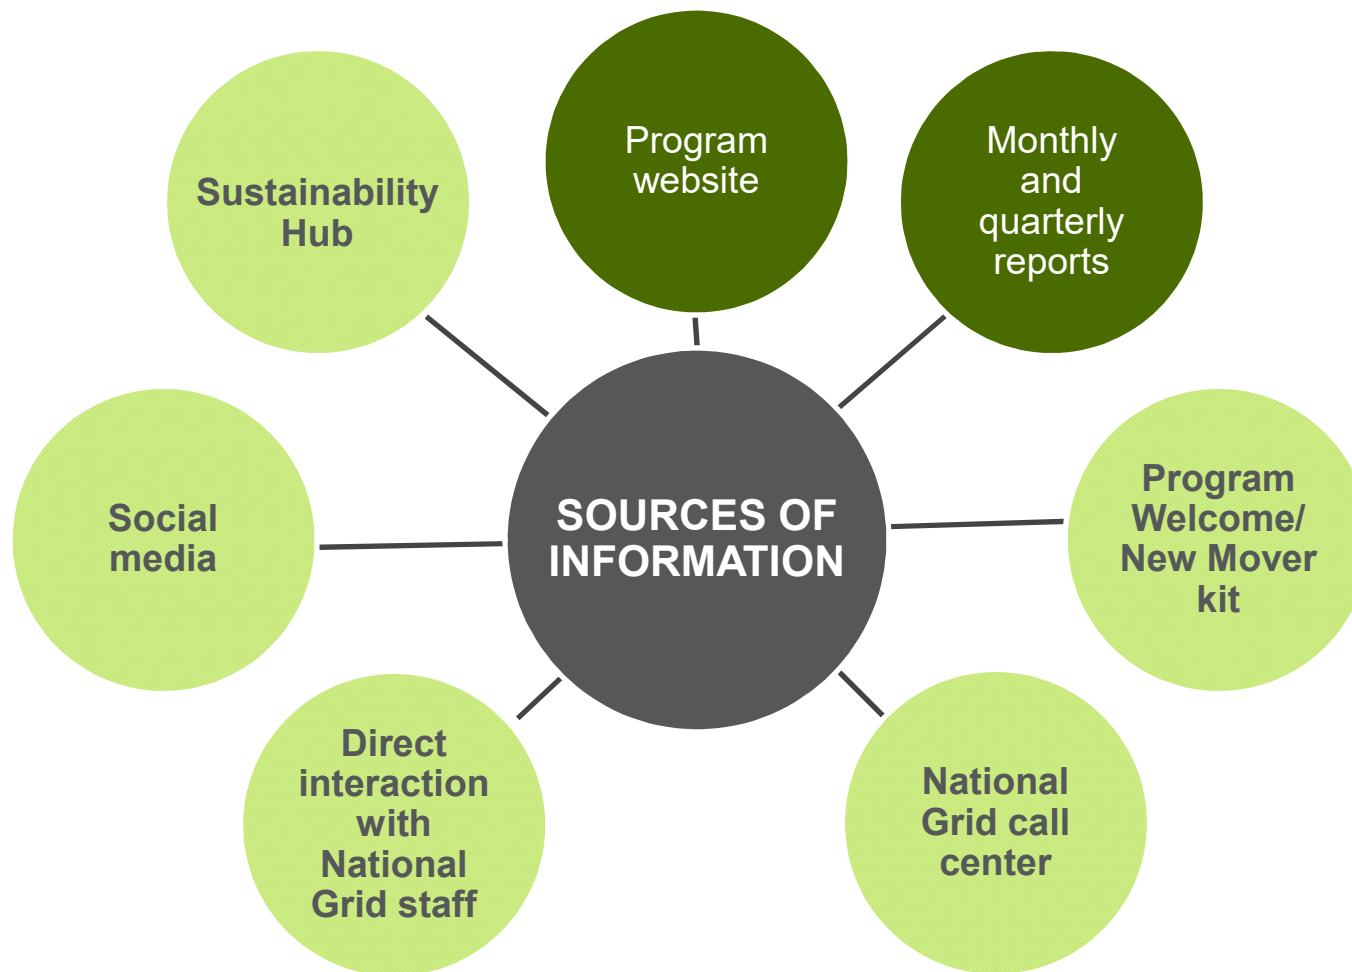 Program
website
Monthly
and
quarterly
reports
Sustainability
Hub
SOURCES OF
INFORMATION
Program
Welcome/
New Mover
kit
Social
media
Direct
interaction
with
National
Grid staff
National
Grid call
center